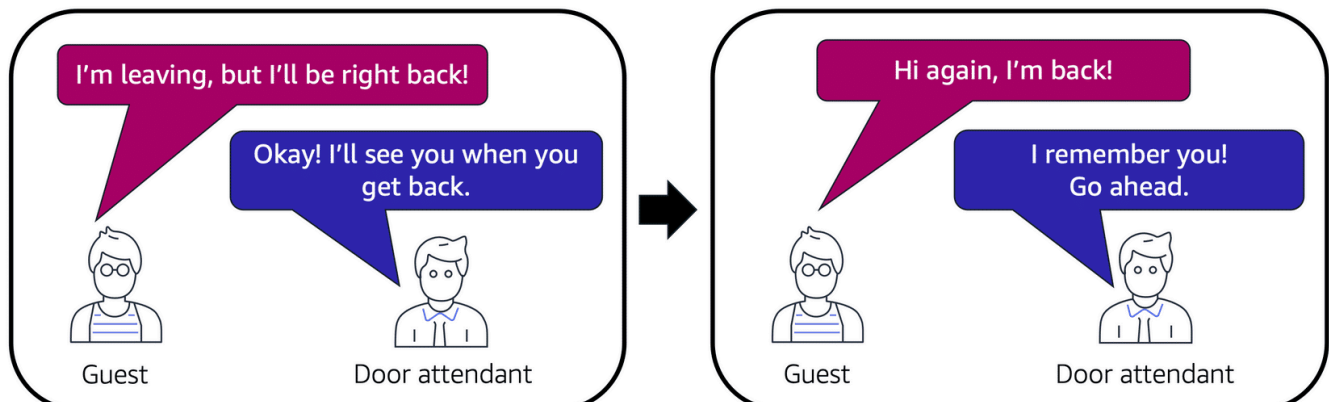 I'm leaving, but I'll be right back!
Okay! I'll see you when you
get back.
Guest
Door attendant
Hi again, I'm back!
I remember you!
Go ahead.
Guest
Door attendant